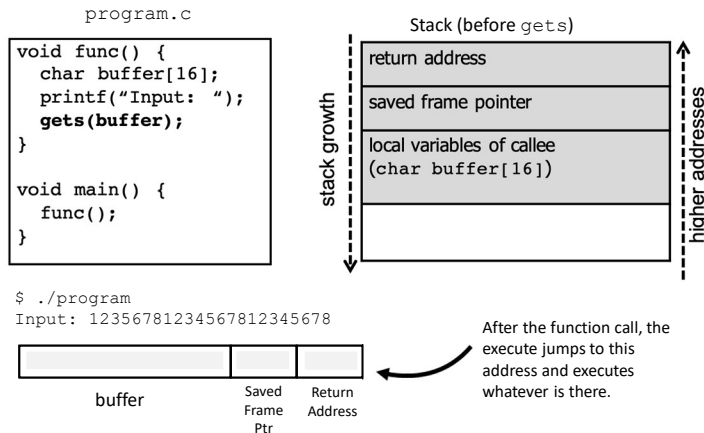 program.c
void func() {
char buffer[16];
printf(“Input: “);
gets(buffer);
}
void main() {
func();
}
Stack (before gets)
stack growth
return address
saved frame pointer
local variables of callee
(char buffer[16])
higher addresses
$ ./program
Input: 12356781234567812345678
buffer
Saved
Frame
Ptr
Return
Address
After the function call, the
execute jumps to this
address and executes
whatever is there.